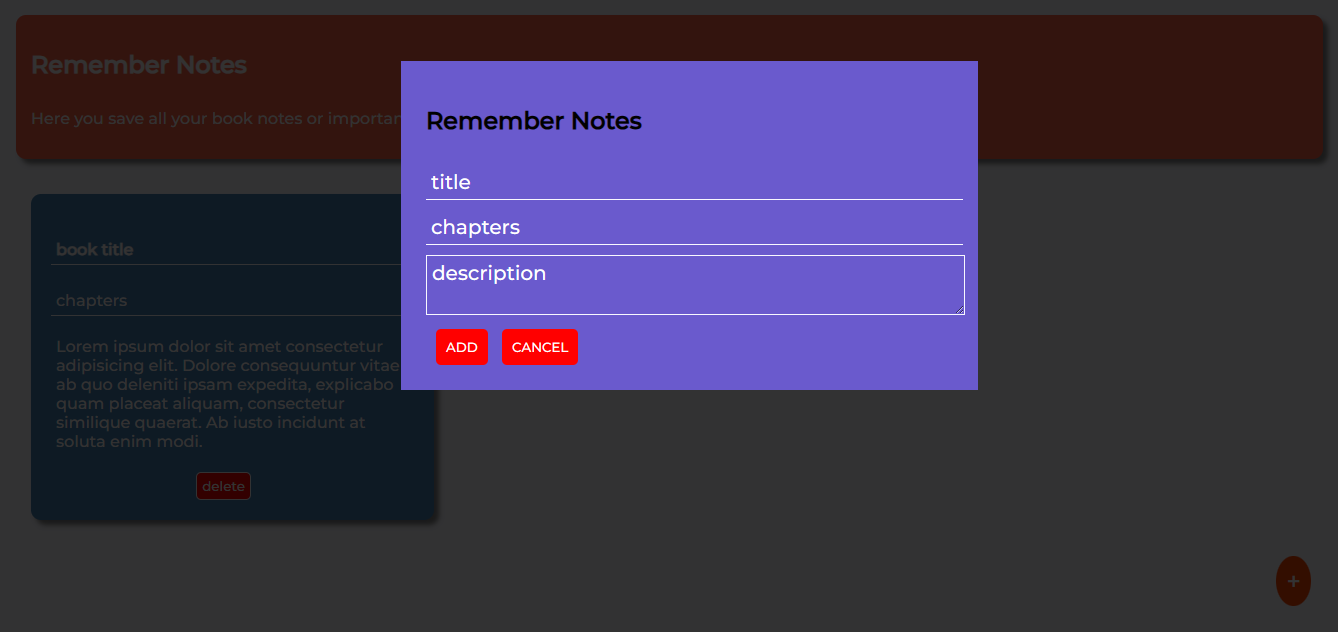 Remember Notes
Here you save all your book notes or importan
Remember Notes
title
chapters
description
ADD CANCEL
book title
chapters
Lorem ipsum dolor sit amet consectetur
adipisicing elit. Dolore consequuntur vitae
ab quo deleniti ipsam expedita, explicabo
quam placeat aliquam, consectetur
similique quaerat. Ab iusto incidunt at
soluta enim modi.
delete
+